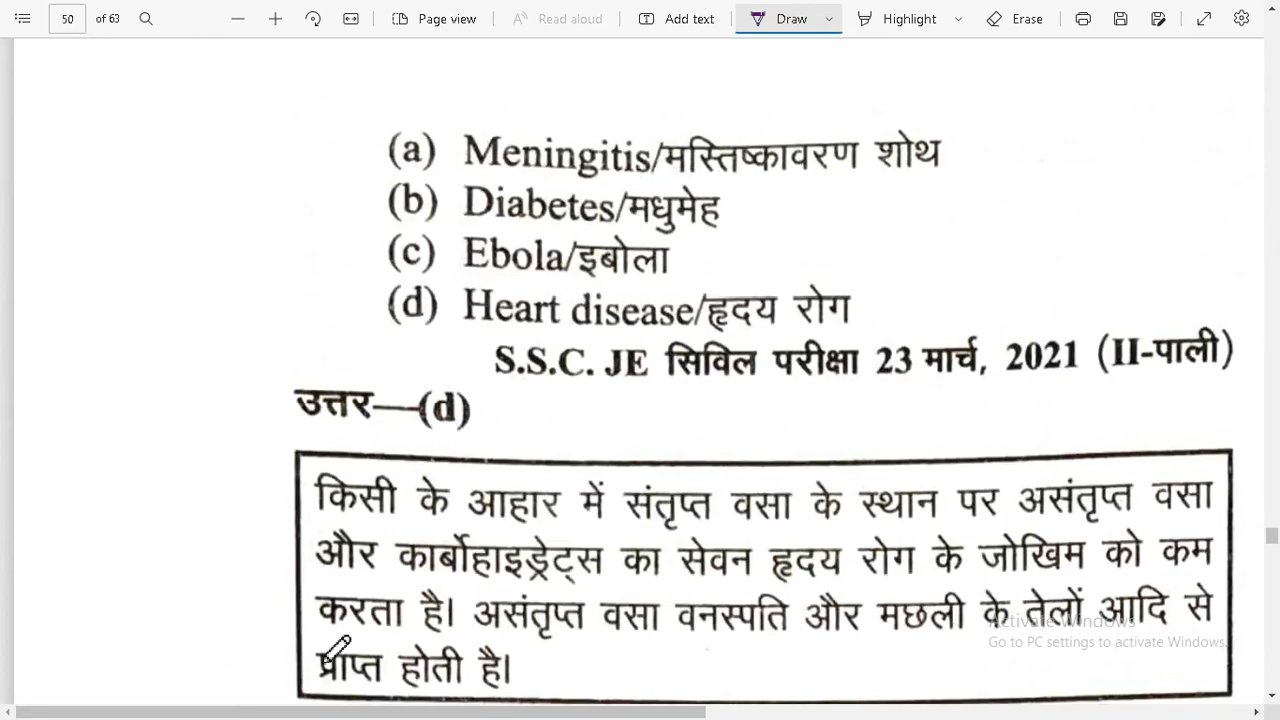 50 of 63 Page view Read aloud Add text Draw Highlight Erase
(a) Meningitis/मस्तिष्कावरण शोथ
(b) Diabetes/मधुमेह
(c) Ebola/इबोला
(d) Heart disease/हृदय रोग
S.S.C. JE सिविल परीक्षा 23 मार्च, 2021 (II-पाली)
उत्तर—(d)
किसी के आहार में संतृप्त वसा के स्थान पर असंतृप्त वसा
और कार्बोहाइड्रेट्स का सेवन हृदय रोग के जोखिम को कम
करता है। असंतृप्त वसा वनस्पति और मछली के तेलों आदि से
प्राप्त होती है।
Activate Windows
Go to PC settings to activate Windows.